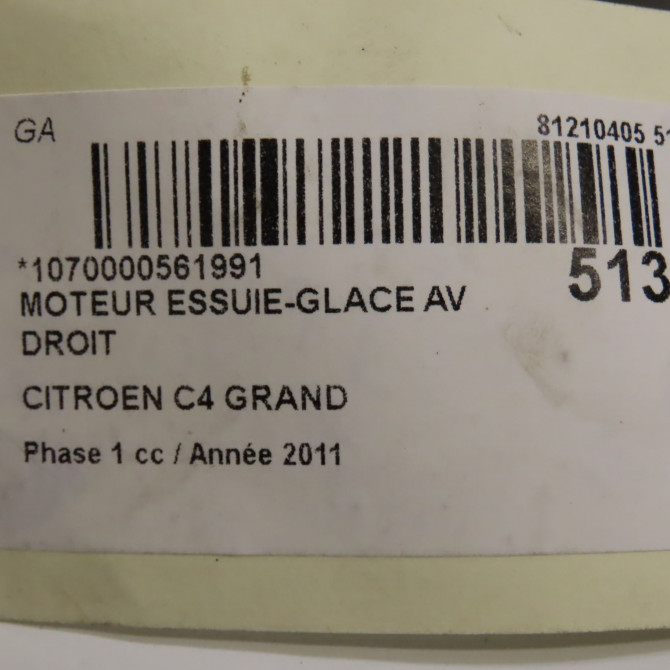 GA
81210405 51
*1070000561991
513
MOTEUR ESSUIE-GLACE AV
DROIT
CITROEN C4 GRAND
Phase 1 cc / Année 2011